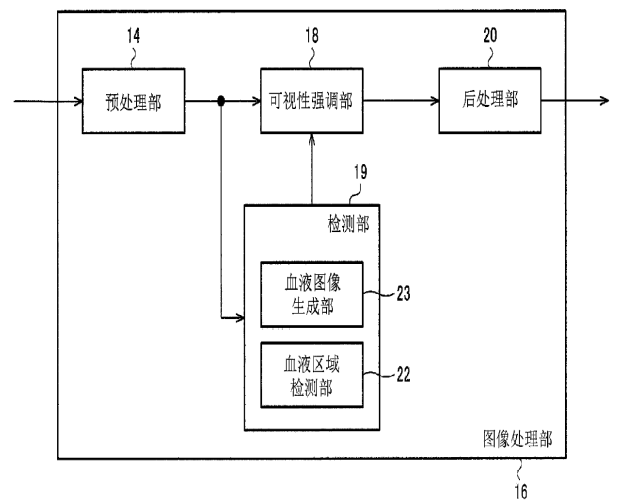 14
18
20
预处理部
可视性强调部
后处理部
19
检测部
血液图像
生成部
23
血液区域
检测部
22
图像处理部
16